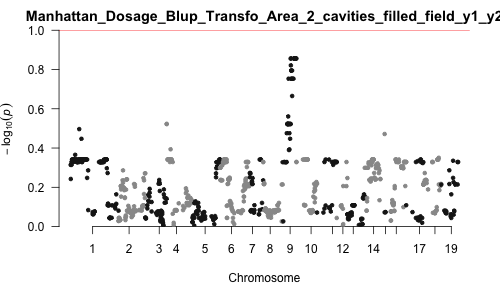 Manhattan_Dosage_Blup_Transfo_Area_2_cavities_filled_field_y1_y2
1.0
0.8
0.6
0.4
0.2
0.0
− log10(p)
1 2 3 4 5 6 7 8 9 10 12 14 17 19
Chromosome